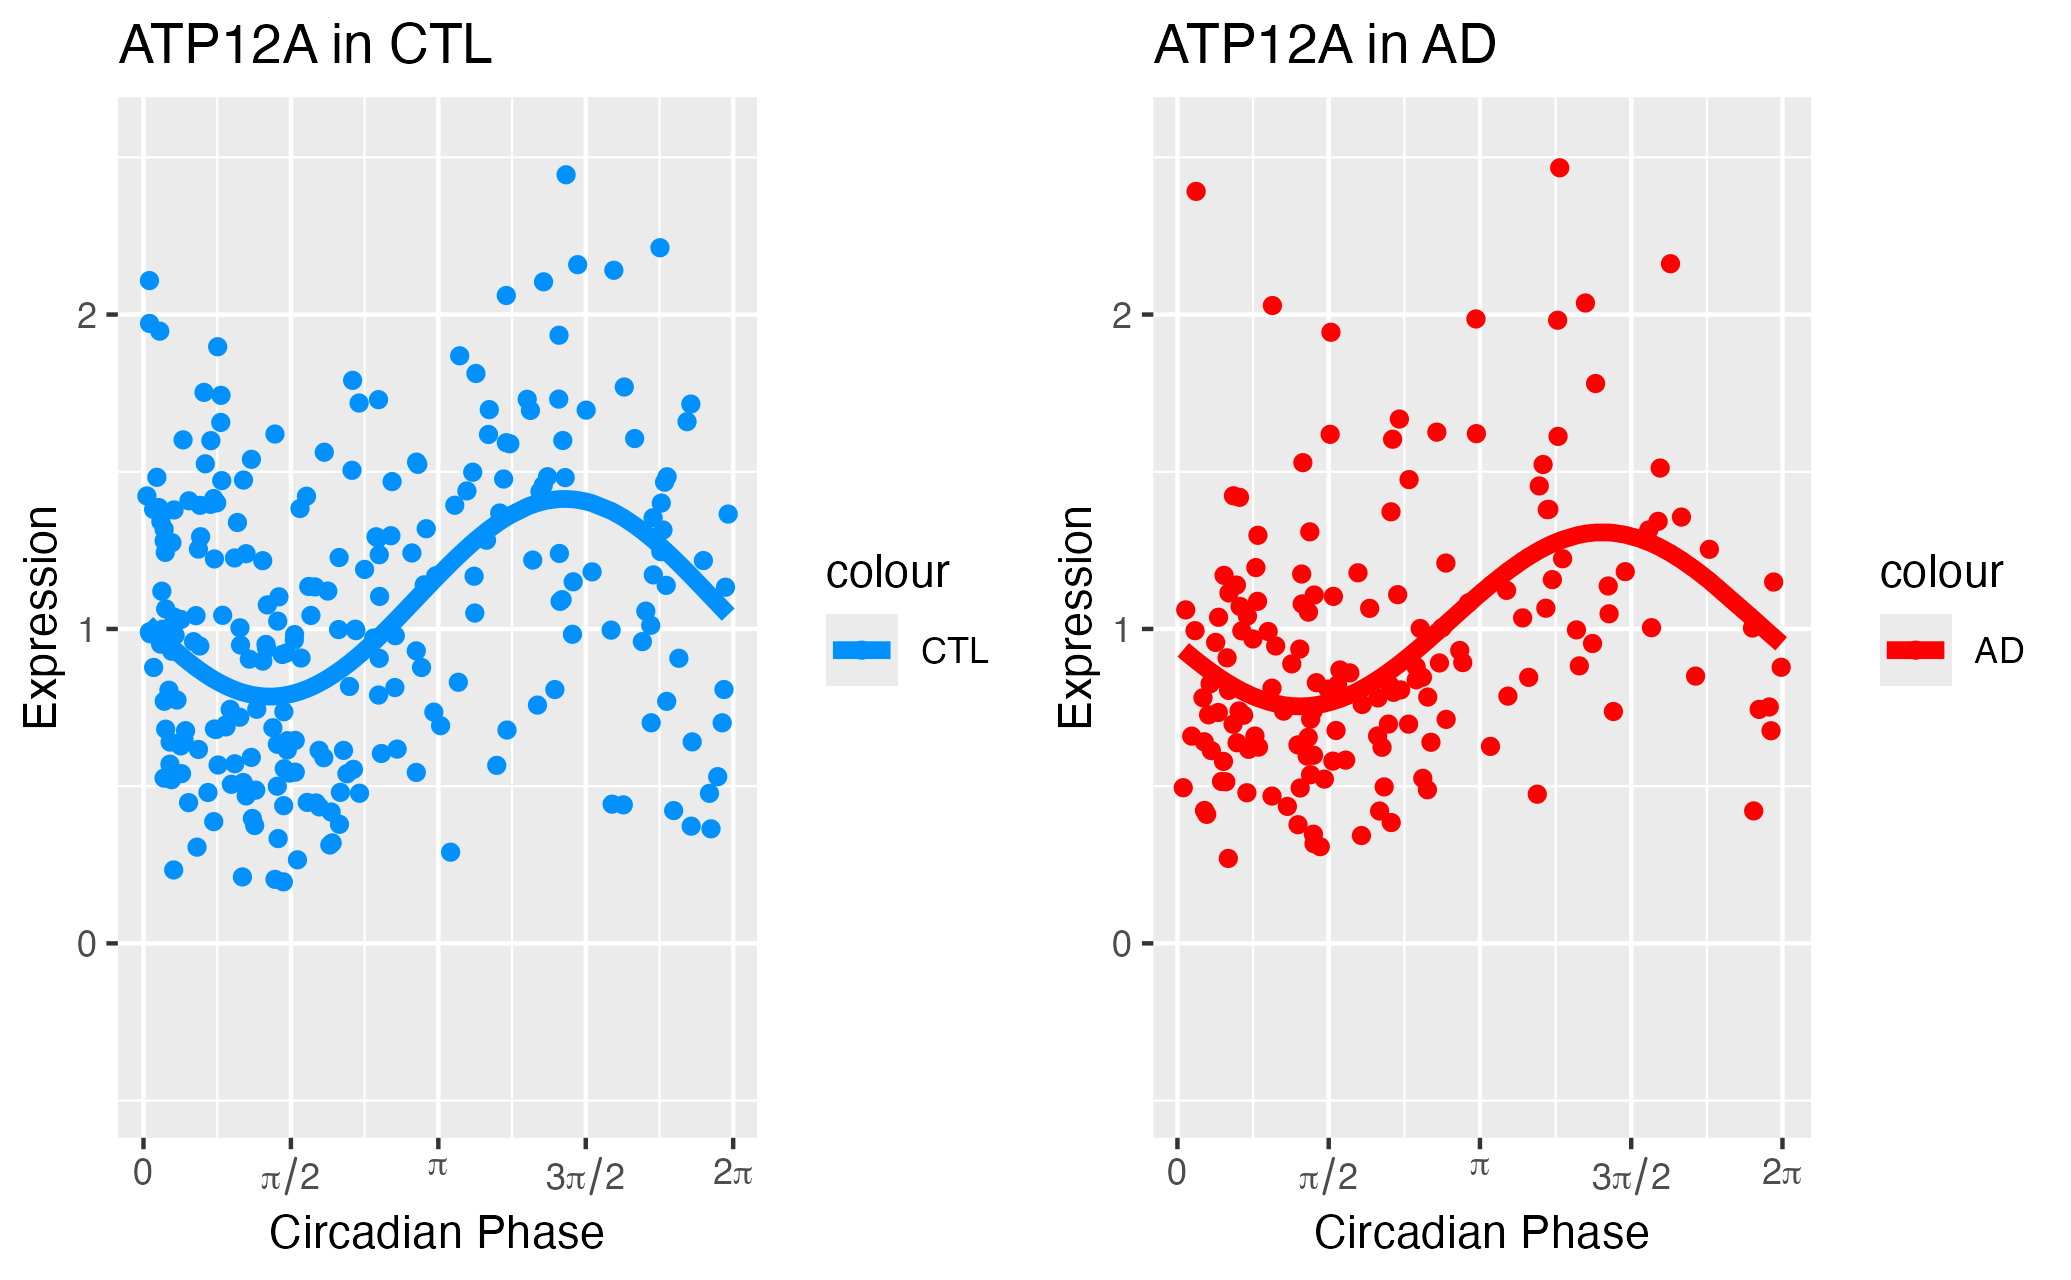 ATP12A in CTL
Expression
2
1
0
0
π/2
π
3π/2
2π
Circadian Phase
colour
CTL
ATP12A in AD
Expression
2
1
0
0
π/2
π
3π/2
2π
Circadian Phase
colour
AD